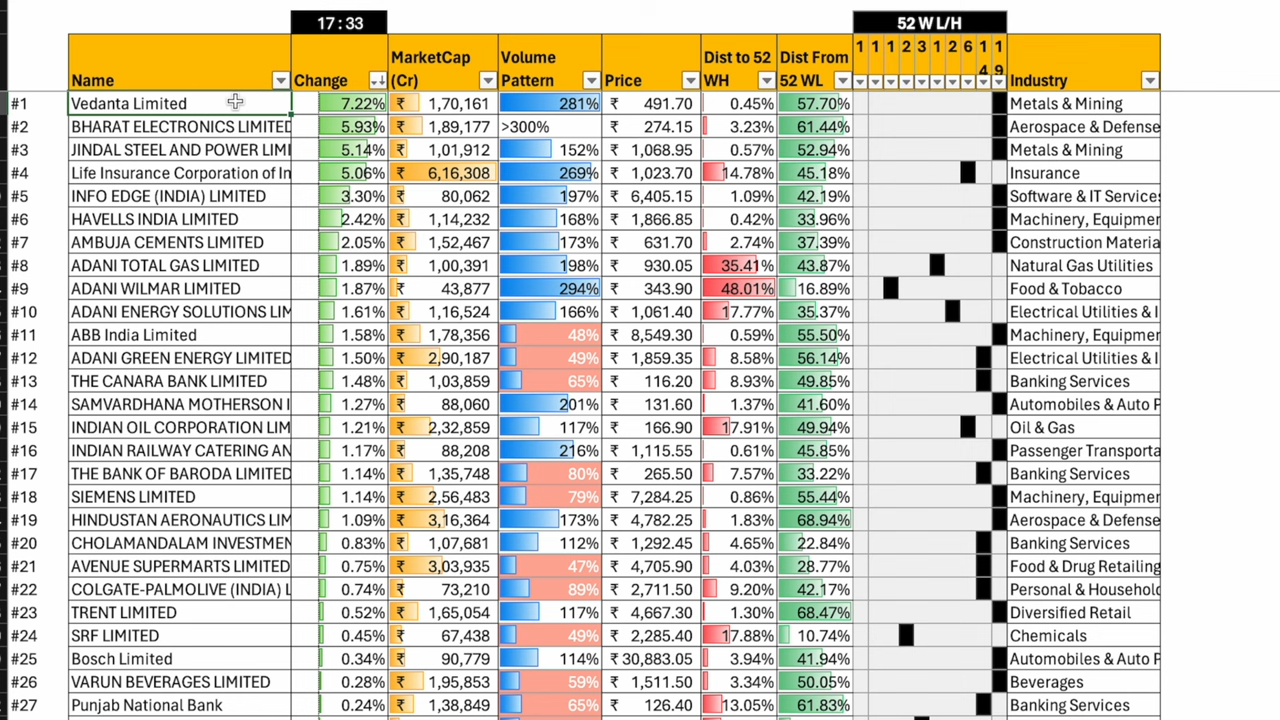 17:33 52 W L/H
Name Change MarketCap (Cr) Volume Pattern Price Dist to 52 WH Dist From 52 WL 1 1 1 2 3 1 2 6 1 4 1 9 Industry
#1 Vedanta Limited 7.22% ₹ 1,70,161 281% ₹ 491.70 0.45% 57.70% Metals & Mining
#2 BHARAT ELECTRONICS LIMITED 5.93% ₹ 1,89,177 >300% ₹ 274.15 3.23% 61.44% Aerospace & Defense
#3 JINDAL STEEL AND POWER LIMI 5.14% ₹ 1,01,912 152% ₹ 1,068.95 0.57% 52.94% Metals & Mining
#4 Life Insurance Corporation of In 5.06% ₹ 6,16,308 269% ₹ 1,023.70 14.78% 45.18% Insurance
#5 INFO EDGE (INDIA) LIMITED 3.30% ₹ 80,062 197% ₹ 6,405.15 1.09% 42.19% Software & IT Services
#6 HAVELLS INDIA LIMITED 2.42% ₹ 1,14,232 168% ₹ 1,866.85 0.42% 33.96% Machinery, Equipmer
#7 AMBUJA CEMENTS LIMITED 2.05% ₹ 1,52,467 173% ₹ 631.70 2.74% 37.39% Construction Materia
#8 ADANI TOTAL GAS LIMITED 1.89% ₹ 1,00,391 198% ₹ 930.05 35.41% 43.87% Natural Gas Utilities
#9 ADANI WILMAR LIMITED 1.87% ₹ 43,877 294% ₹ 343.90 48.01% 16.89% Food & Tobacco
#10 ADANI ENERGY SOLUTIONS LIM 1.61% ₹ 1,16,524 166% ₹ 1,061.40 17.77% 35.37% Electrical Utilities & I
#11 ABB India Limited 1.58% ₹ 1,78,356 48% ₹ 8,549.30 0.59% 55.50% Machinery, Equipmer
#12 ADANI GREEN ENERGY LIMITED 1.50% ₹ 2,90,187 49% ₹ 1,859.35 8.58% 56.14% Electrical Utilities & I
#13 THE CANARA BANK LIMITED 1.48% ₹ 1,03,859 65% ₹ 116.20 8.93% 49.85% Banking Services
#14 SAMVARDHANA MOTHERSON I 1.27% ₹ 88,060 201% ₹ 131.60 1.37% 41.60% Automobiles & Auto P
#15 INDIAN OIL CORPORATION LIM 1.21% ₹ 2,32,859 117% ₹ 166.90 17.91% 49.94% Oil & Gas
#16 INDIAN RAILWAY CATERING AN 1.17% ₹ 88,208 216% ₹ 1,115.55 0.61% 45.85% Passenger Transporta
#17 THE BANK OF BARODA LIMITED 1.14% ₹ 1,35,748 80% ₹ 265.50 7.57% 33.22% Banking Services
#18 SIEMENS LIMITED 1.14% ₹ 2,56,483 79% ₹ 7,284.25 0.86% 55.44% Machinery, Equipmer
#19 HINDUSTAN AERONAUTICS LIM 1.09% ₹ 3,16,364 173% ₹ 4,782.25 1.83% 68.94% Aerospace & Defense
#20 CHOLAMANDALAM INVESTMEN 0.83% ₹ 1,07,681 112% ₹ 1,292.45 4.65% 22.84% Banking Services
#21 AVENUE SUPERMARTS LIMITED 0.75% ₹ 3,03,935 47% ₹ 4,705.90 4.03% 28.77% Food & Drug Retailing
#22 COLGATE-PALMOLIVE (INDIA) L 0.74% ₹ 73,210 89% ₹ 2,711.50 9.20% 42.17% Personal & Househol
#23 TRENT LIMITED 0.52% ₹ 1,65,054 117% ₹ 4,667.30 1.30% 68.47% Diversified Retail
#24 SRF LIMITED 0.45% ₹ 67,438 49% ₹ 2,285.40 17.88% 10.74% Chemicals
#25 Bosch Limited 0.34% ₹ 90,779 114% ₹ 30,883.05 3.94% 41.94% Automobiles & Auto P
#26 VARUN BEVERAGES LIMITED 0.28% ₹ 1,95,853 59% ₹ 1,511.50 3.34% 50.05% Beverages
#27 Punjab National Bank 0.24% ₹ 1,38,849 65% ₹ 126.40 13.05% 61.83% Banking Services